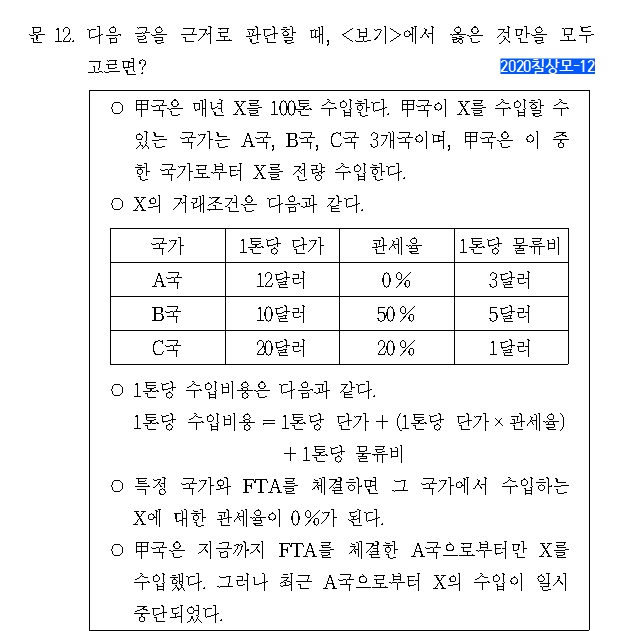 문 12. 다음 글을 근거로 판단할 때, <보기>에서 옳은 것만을 모두
고르면?
2020침상모-12
○ 甲국은 매년 X를 100톤 수입한다. 甲국이 X를 수입할 수
있는 국가는 A국, B국, C국 3개국이며, 甲국은 이 중
한 국가로부터 X를 전량 수입한다.
○ X의 거래조건은 다음과 같다.
국가 1톤당 단가 관세율 1톤당 물류비
A국 12달러 0% 3달러
B국 10달러 50% 5달러
C국 20달러 20% 1달러
○ 1톤당 수입비용은 다음과 같다.
1톤당 수입비용 = 1톤당 단가 + (1톤당 단가 × 관세율)
+ 1톤당 물류비
○ 특정 국가와 FTA를 체결하면 그 국가에서 수입하는
X에 대한 관세율이 0%가 된다.
○ 甲국은 지금까지 FTA를 체결한 A국으로부터만 X를
수입했다. 그러나 최근 A국으로부터 X의 수입이 일시
중단되었다.